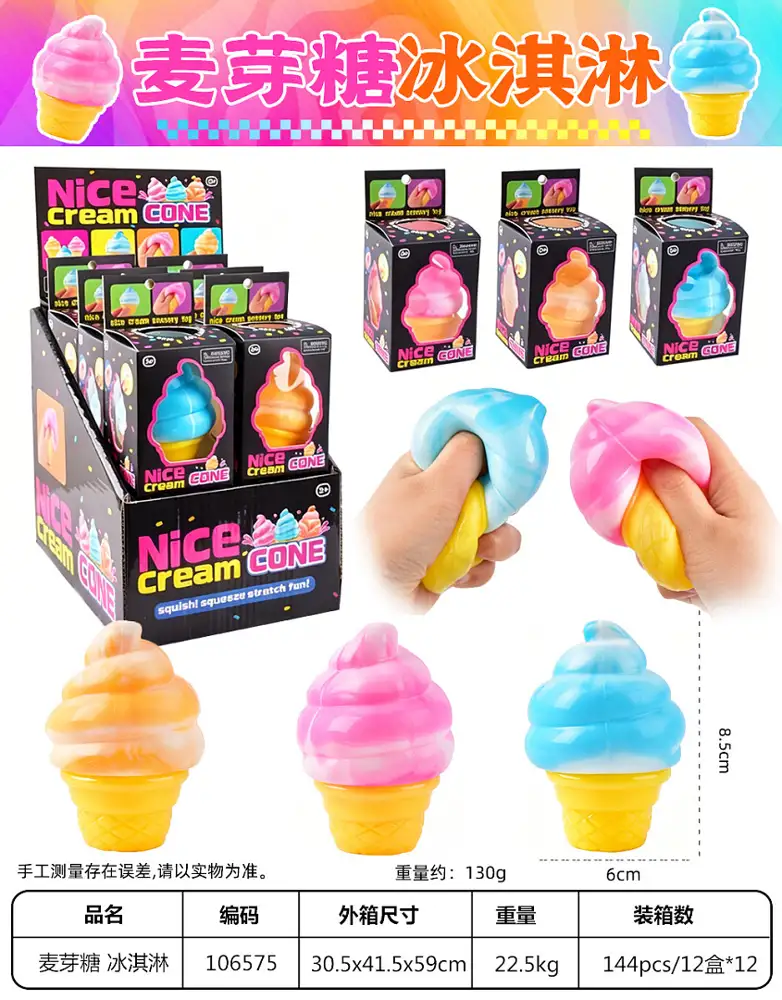 麦芽糖冰淇淋
Nice
cream CONE
Nice
cream CONE
Nice
cream CONE
Nice
cream CONE
Nice
cream CONE
Nice
cream CONE
Nice
cream CONE
squish! squeeze stretch fun!
8.5cm
手工测量存在误差,请以实物为准。
重量约：130g
6cm
品名 编码 外箱尺寸 重量 装箱数
麦芽糖 冰淇淋 106575 30.5x41.5x59cm 22.5kg 144pcs/12盒*12